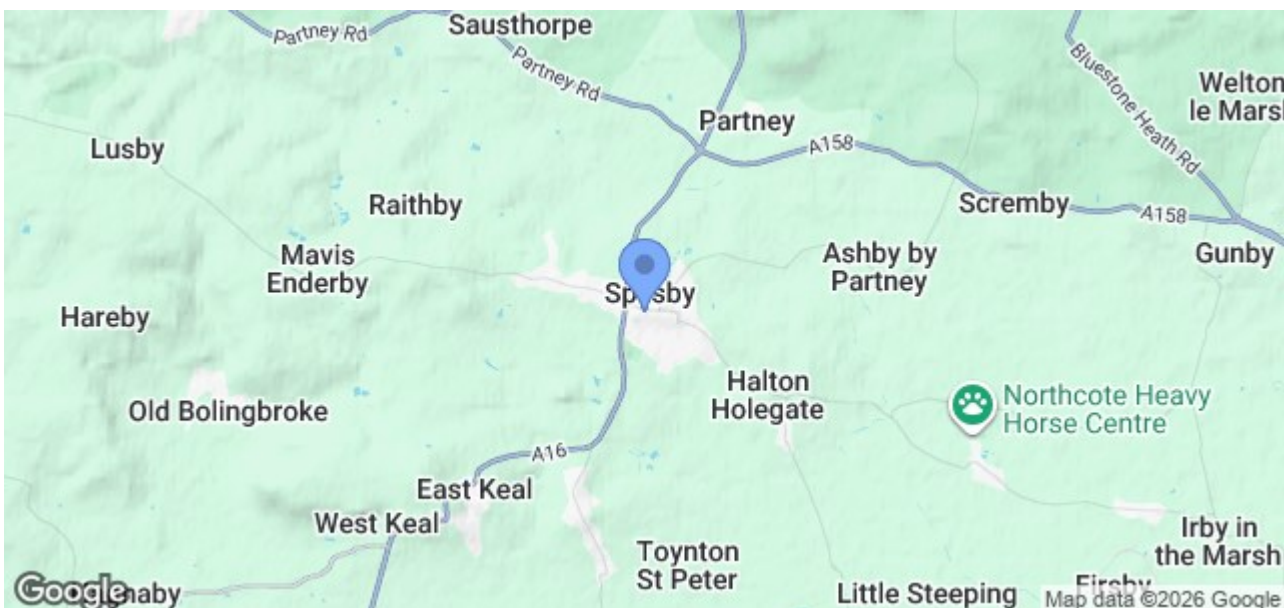 Sausthorpe
Partney Rd
Partney Rd
Bluestone Heath Rd
Welton
le Marsh
Partney
A158
Lusby
Raithby
Scremby
A158
Mavis
Enderby
Ashby by
Partney
Gunby
Spilsby
Hareby
Halton
Holegate
Northcote Heavy
Horse Centre
Old Bolingbroke
A16
East Keal
West Keal
Toynton
St Peter
Irby in
the Marsh
Little Steeping
Firsby
Google
Map data ©2026 Google